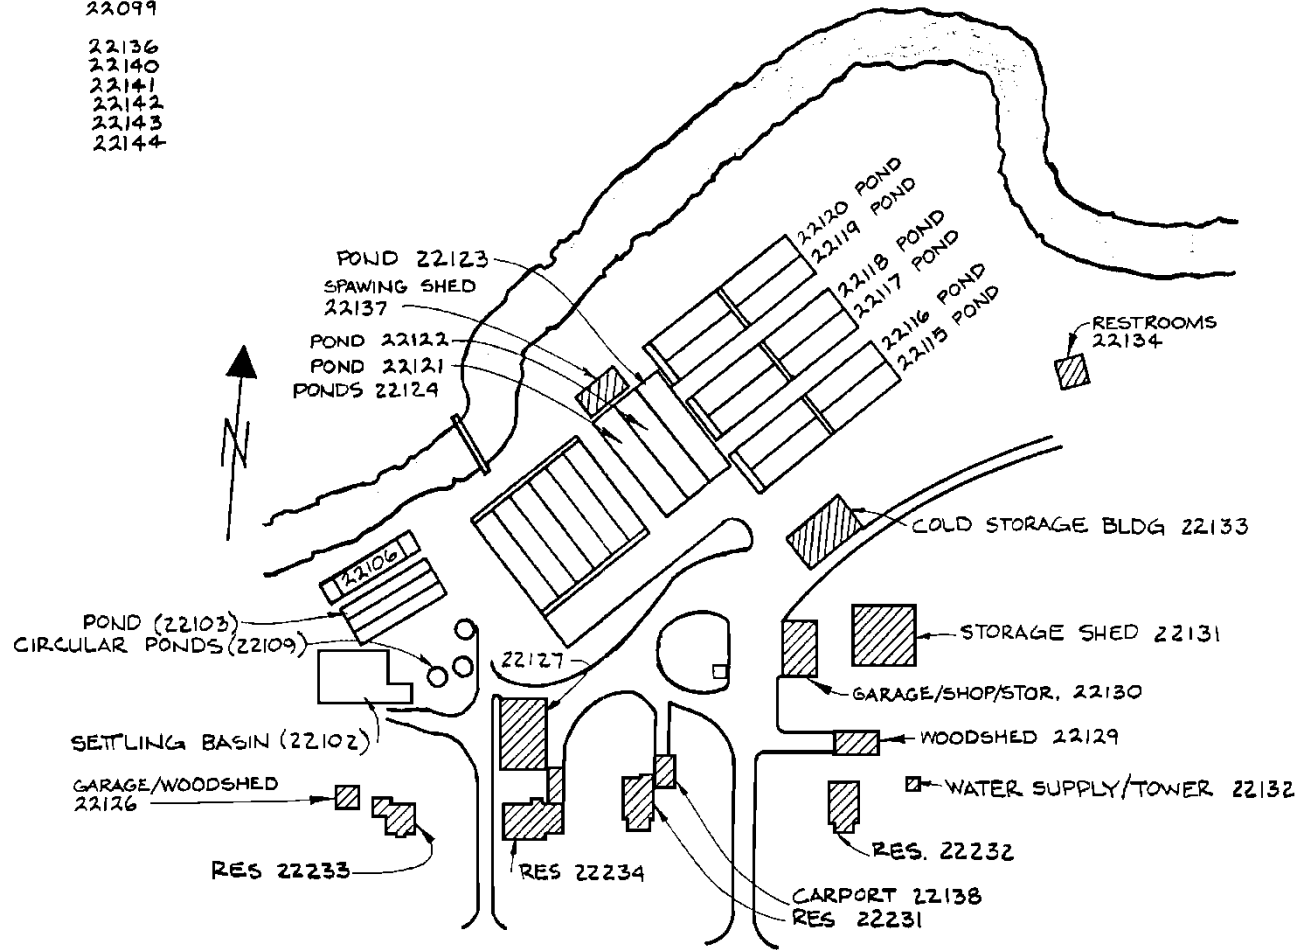 22099
22136
22140
22141
22142
22143
22144
22120 POND
22119 POND
22118 POND
22117 POND
22116 POND
22115 POND
POND 22123
SPAWING SHED
22137
POND 22122
POND 22121
PONDS 22124
RESTROOMS
22134
N
COLD STORAGE BLDG 22133
22106
POND (22103)
CIRCULAR PONDS (22109)
STORAGE SHED 22131
22127
GARAGE/SHOP/STOR. 22130
SETTLING BASIN (22102)
WOODSHED 22129
GARAGE/WOODSHED
22126
WATER SUPPLY/TOWER 22132
RES 22233
RES 22234
RES. 22232
CARPORT 22138
RES 22231